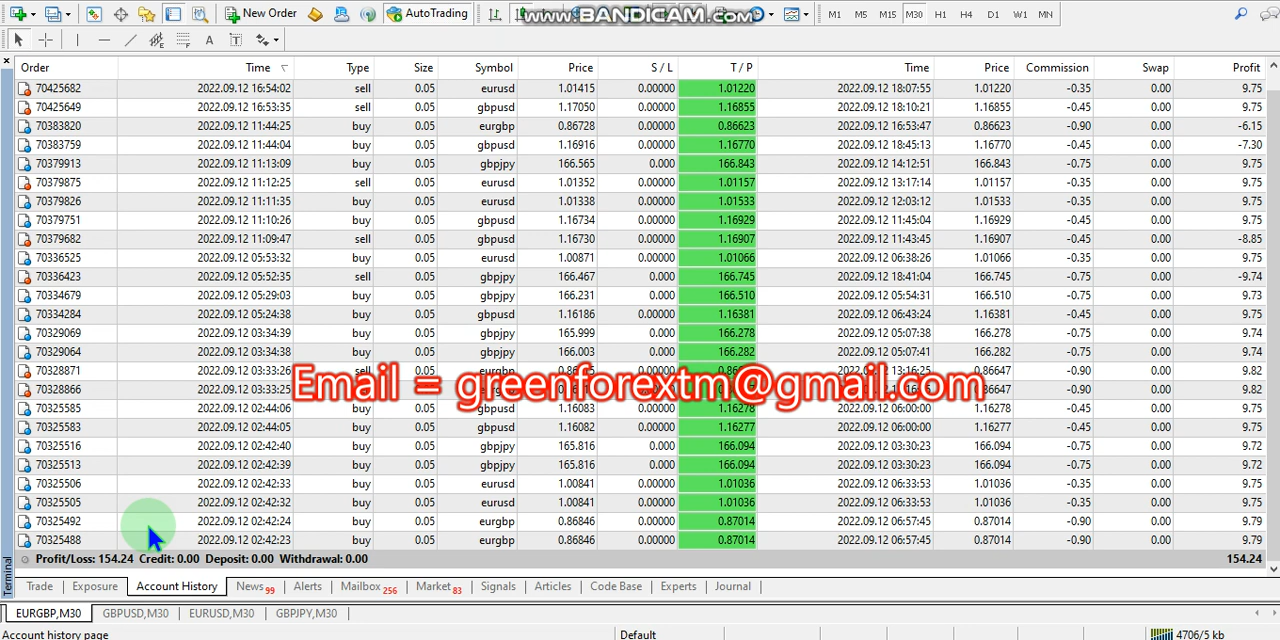 New Order AutoTrading www.BANDICAM.com M1 M5 M15 M30 H1 H4 D1 W1 MN
A T
Order Time Type Size Symbol Price S / L T / P Time Price Commission Swap Profit
70425682 2022.09.12 16:54:02 sell 0.05 eurusd 1.01415 0.00000 1.01220 2022.09.12 18:07:55 1.01220 -0.35 0.00 9.75
70425649 2022.09.12 16:53:35 sell 0.05 gbpusd 1.17050 0.00000 1.16855 2022.09.12 18:10:21 1.16855 -0.45 0.00 9.75
70383820 2022.09.12 11:44:25 buy 0.05 eurgbp 0.86728 0.00000 0.86623 2022.09.12 16:53:47 0.86623 -0.90 0.00 -6.15
70383759 2022.09.12 11:44:04 buy 0.05 gbpusd 1.16916 0.00000 1.16770 2022.09.12 18:45:13 1.16770 -0.45 0.00 -7.30
70379913 2022.09.12 11:13:09 buy 0.05 gbpjpy 166.565 0.000 166.843 2022.09.12 14:12:51 166.843 -0.75 0.00 9.75
70379875 2022.09.12 11:12:25 sell 0.05 eurusd 1.01352 0.00000 1.01157 2022.09.12 13:17:14 1.01157 -0.35 0.00 9.75
70379826 2022.09.12 11:11:35 buy 0.05 eurusd 1.01338 0.00000 1.01533 2022.09.12 12:03:12 1.01533 -0.35 0.00 9.75
70379751 2022.09.12 11:10:26 buy 0.05 gbpusd 1.16734 0.00000 1.16929 2022.09.12 11:45:04 1.16929 -0.45 0.00 9.75
70379682 2022.09.12 11:09:47 sell 0.05 gbpusd 1.16730 0.00000 1.16907 2022.09.12 11:43:45 1.16907 -0.45 0.00 -8.85
70336525 2022.09.12 05:53:32 buy 0.05 eurusd 1.00871 0.00000 1.01066 2022.09.12 06:38:26 1.01066 -0.35 0.00 9.75
70336423 2022.09.12 05:52:35 sell 0.05 gbpjpy 166.467 0.000 166.745 2022.09.12 18:41:04 166.745 -0.75 0.00 -9.74
70334679 2022.09.12 05:29:03 buy 0.05 gbpjpy 166.231 0.000 166.510 2022.09.12 05:54:31 166.510 -0.75 0.00 9.73
70334284 2022.09.12 05:24:38 buy 0.05 gbpusd 1.16186 0.00000 1.16381 2022.09.12 06:43:24 1.16381 -0.45 0.00 9.75
70329069 2022.09.12 03:34:39 buy 0.05 gbpjpy 165.999 0.000 166.278 2022.09.12 05:07:38 166.278 -0.75 0.00 9.74
70329064 2022.09.12 03:34:38 buy 0.05 gbpjpy 166.003 0.000 166.282 2022.09.12 05:07:41 166.282 -0.75 0.00 9.74
70328871 2022.09.12 03:33:26 0.05 eurgbp 0.00000 13:16:25 0.86647 -0.90 0.00 9.82
Email = greenforextm@gmail.com
70328866 -0.90 0.00 9.82
70325585 2022.09.12 02:44:06 buy 0.05 gbpusd 1.16083 0.00000 1.16278 2022.09.12 06:00:00 1.16278 -0.45 0.00 9.75
70325583 2022.09.12 02:44:05 buy 0.05 gbpusd 1.16082 0.00000 1.16277 2022.09.12 06:00:00 1.16277 -0.45 0.00 9.75
70325516 2022.09.12 02:42:40 buy 0.05 gbpjpy 165.816 0.000 166.094 2022.09.12 03:30:23 166.094 -0.75 0.00 9.72
70325513 2022.09.12 02:42:39 buy 0.05 gbpjpy 165.816 0.000 166.094 2022.09.12 03:30:23 166.094 -0.75 0.00 9.72
70325506 2022.09.12 02:42:33 buy 0.05 eurusd 1.00841 0.00000 1.01036 2022.09.12 06:33:53 1.01036 -0.35 0.00 9.75
70325505 2022.09.12 02:42:32 buy 0.05 eurusd 1.00841 0.00000 1.01036 2022.09.12 06:33:53 1.01036 -0.35 0.00 9.75
70325492 2022.09.12 02:42:24 buy 0.05 eurgbp 0.86846 0.00000 0.87014 2022.09.12 06:57:45 0.87014 -0.90 0.00 9.79
70325488 2022.09.12 02:42:23 buy 0.05 eurgbp 0.86846 0.00000 0.87014 2022.09.12 06:57:45 0.87014 -0.90 0.00 9.79
Profit/Loss: 154.24 Credit: 0.00 Deposit: 0.00 Withdrawal: 0.00 154.24
Terminal
Trade Exposure Account History News 99 Alerts Mailbox 256 Market 83 Signals Articles Code Base Experts Journal
EURGBP,M30 GBPUSD,M30 EURUSD,M30 GBPJPY,M30
Account history page Default 4706/5 kb